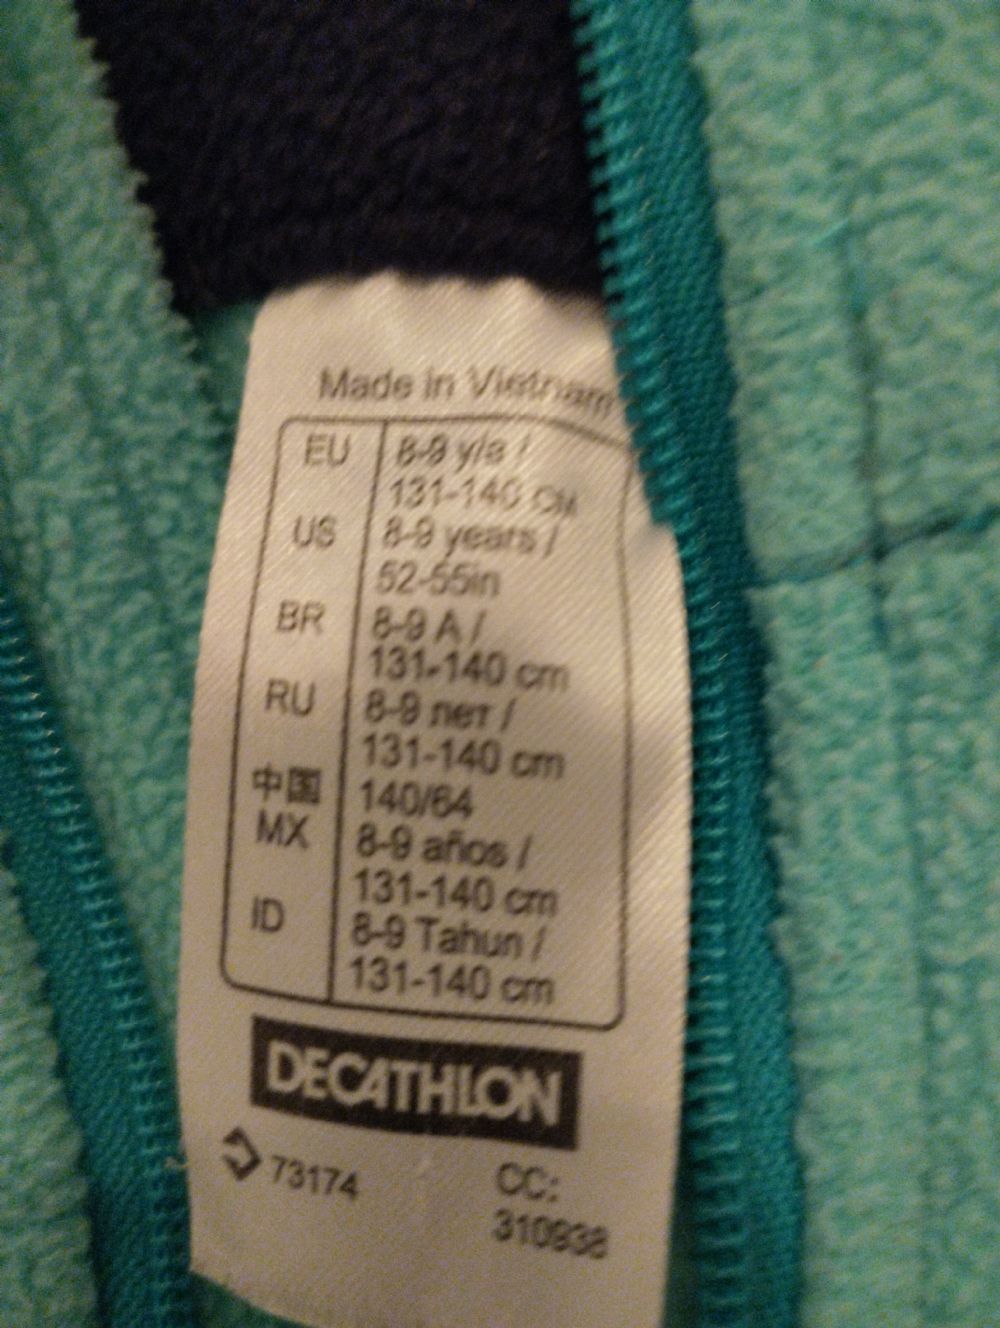 Made in Vietnam
EU 8-9 y/e /
131-140 CM
US 8-9 years /
52-55in
BR 8-9 A /
131-140 cm
RU 8-9 лет /
131-140 cm
中国 140/64
MX 8-9 años /
131-140 cm
ID 8-9 Tahun /
131-140 cm
DECATHLON
73174 CC:
310938